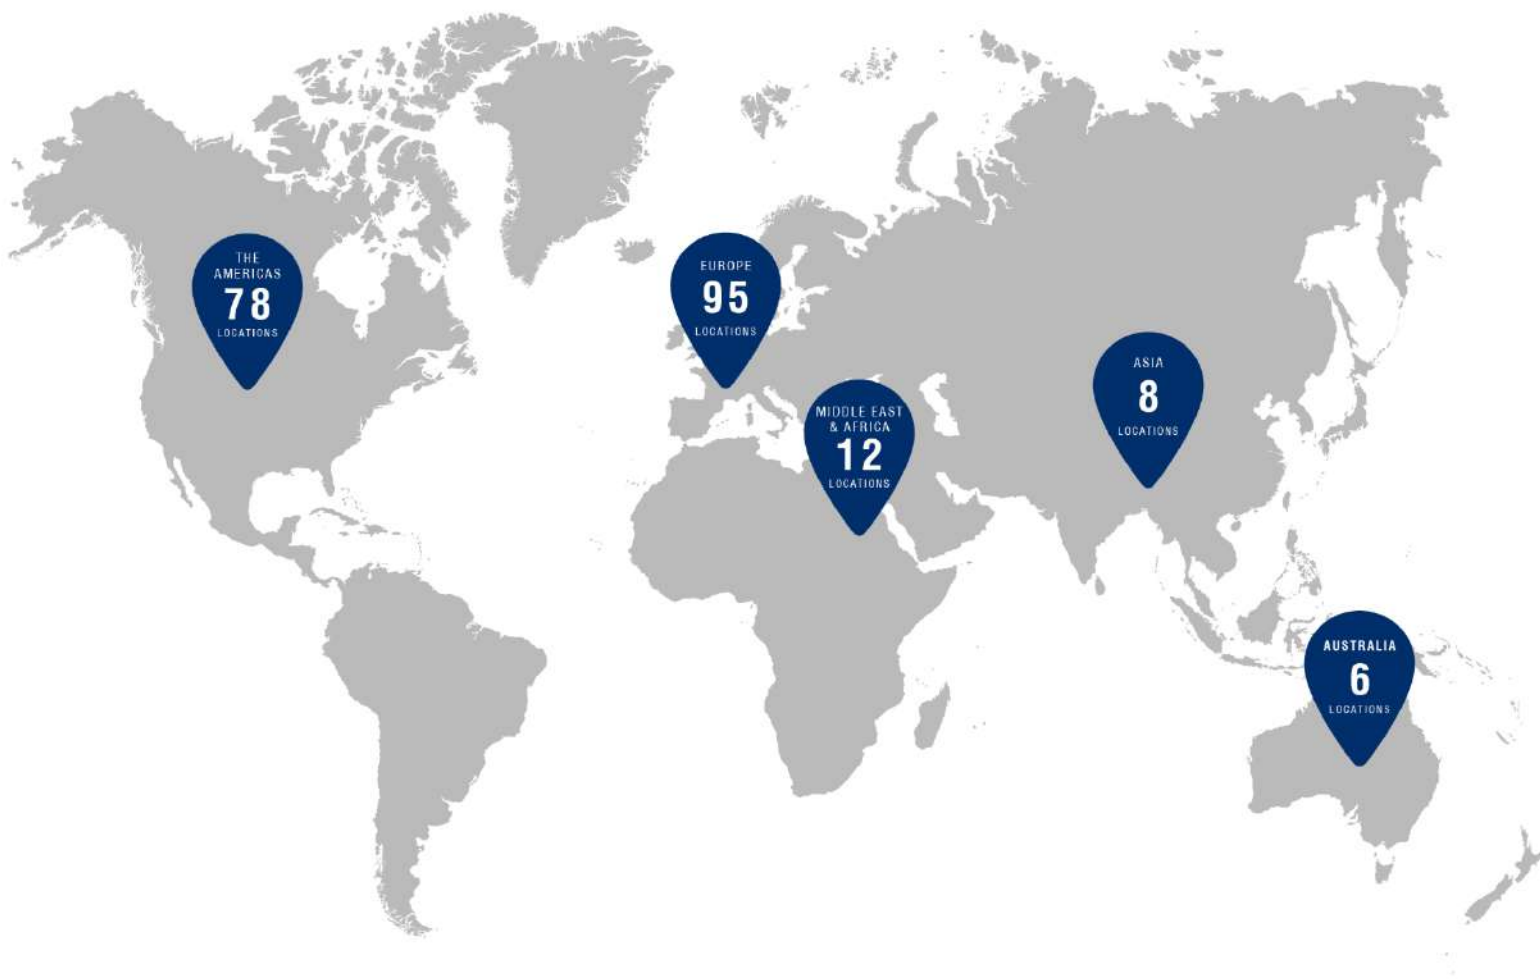 THE
AMERICAS
78
LOCATIONS
EUROPE
95
LOCATIONS
MIDDLE EAST
& AFRICA
12
LOCATIONS
ASIA
8
LOCATIONS
AUSTRALIA
6
LOCATIONS